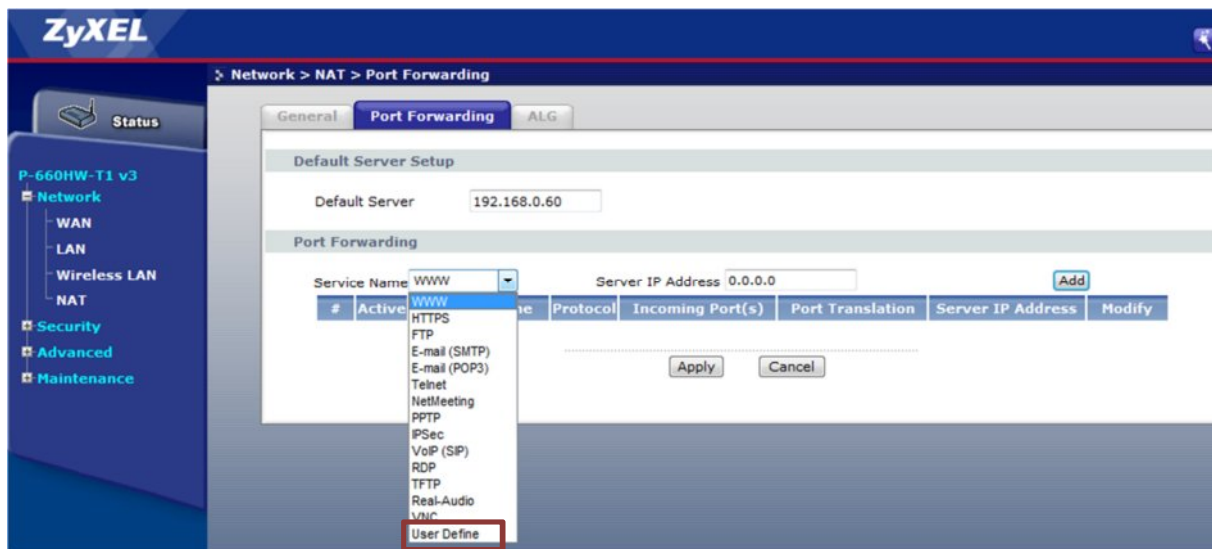 ZyXEL
Network > NAT > Port Forwarding
Status
General Port Forwarding ALG
Default Server Setup
P-660HW-T1 v3
Network
Default Server 192.168.0.60
WAN
LAN
Port Forwarding
Wireless LAN
Service Name WWW Server IP Address 0.0.0.0 Add
NAT
# Active Protocol Incoming Port(s) Port Translation Server IP Address Modify
WWW
HTTPS
Security
FTP
Advanced
E-mail (SMTP)
E-mail (POP3)
Apply Cancel
Maintenance
Telnet
NetMeeting
PPTP
IPSec
VoIP (SIP)
RDP
TFTP
Real-Audio
VNC
User Define